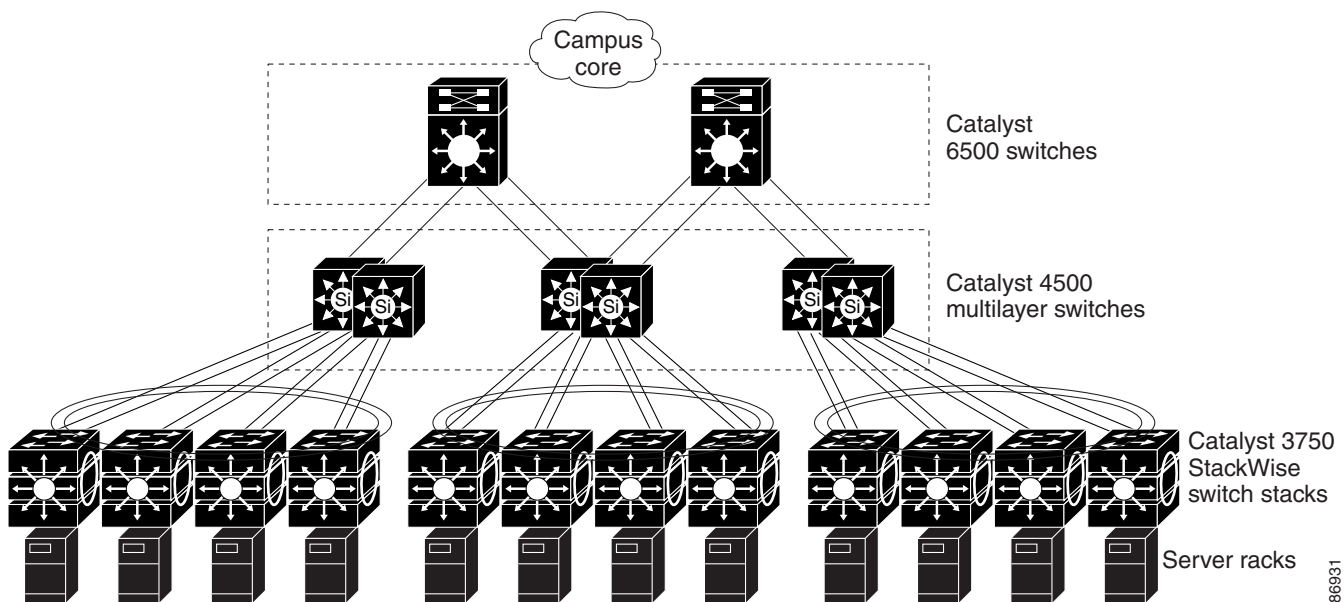 Campus
core
Catalyst
6500 switches
Si
Si
Si
Si
Si
Si
Catalyst 4500
multilayer switches
Catalyst 3750
StackWise
switch stacks
Server racks
86931